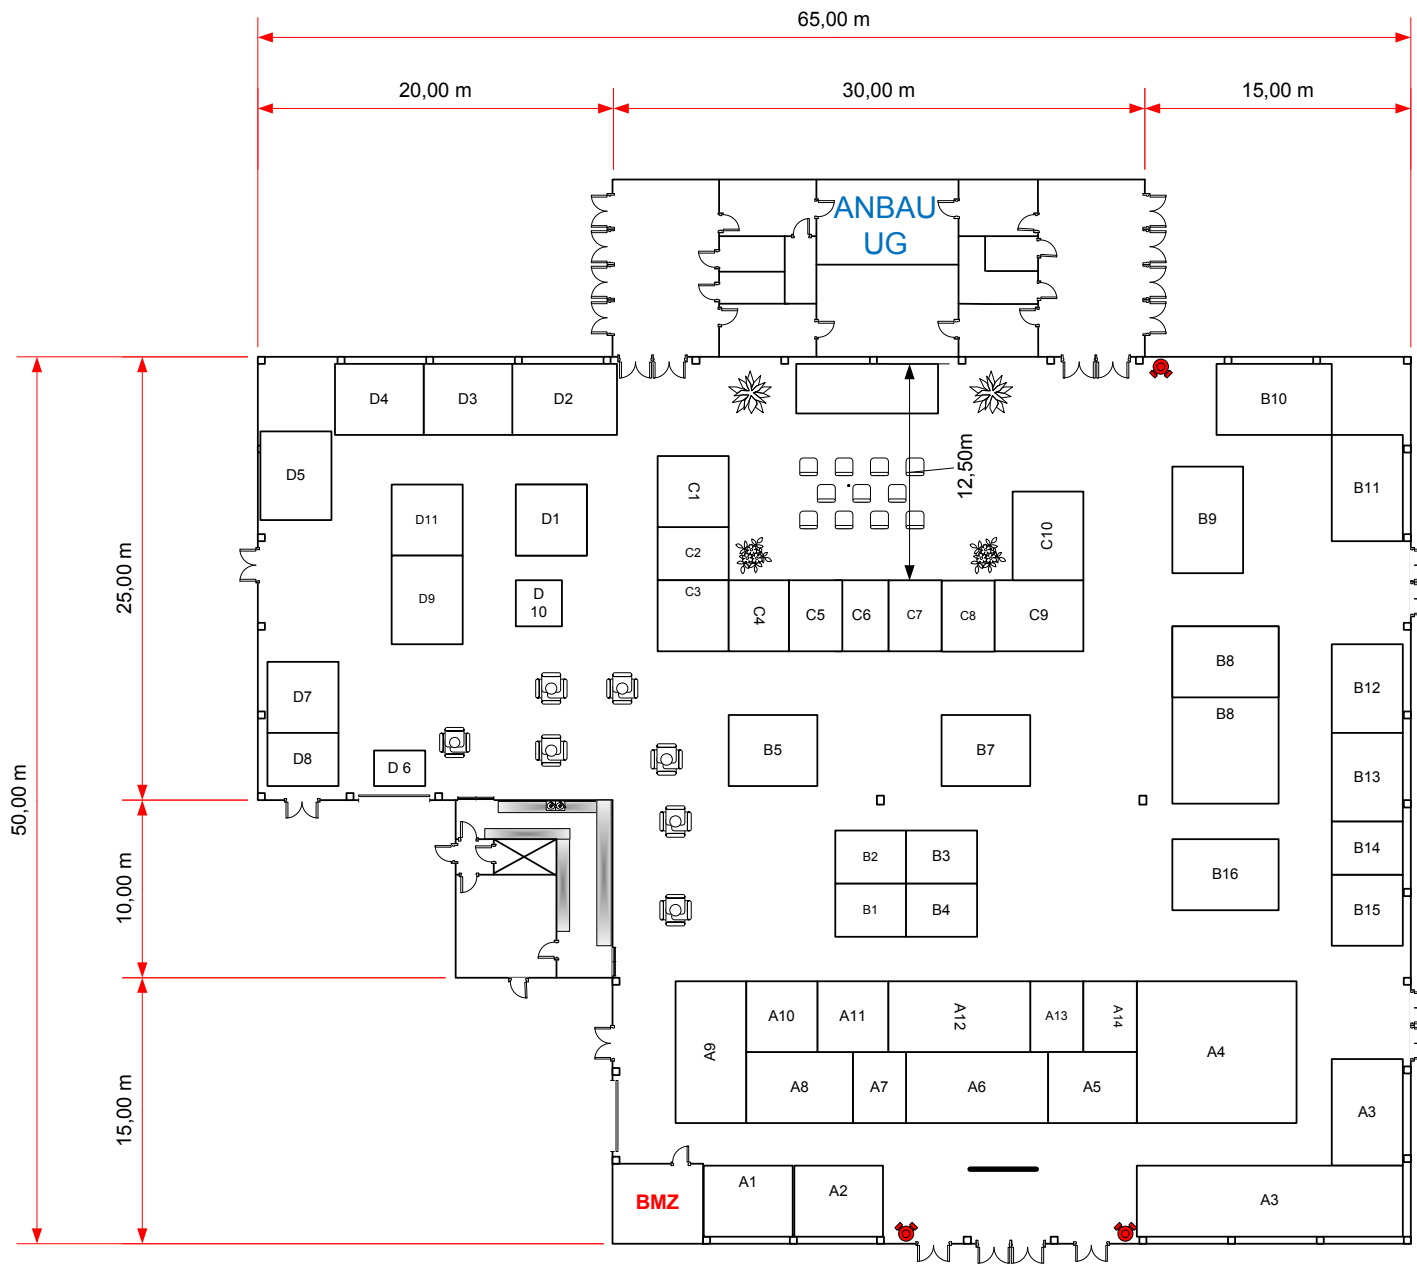 65,00 m
20,00 m
30,00 m
15,00 m
ANBAU
UG
D4
D3
D2
B10
D5
C1
12,50m
B11
D11
D1
B9
C10
C2
25,00 m
D9
D
10
C3
C4
C5
C6
C7
C8
C9
B8
D7
B12
B8
B5
B7
D8
D 6
B13
50,00 m
B2
B3
B14
10,00 m
B16
B1
B4
B15
A10
A11
A12
A13
A14
A9
A4
A8
A7
A6
A5
15,00 m
A3
A1
A2
BMZ
A3